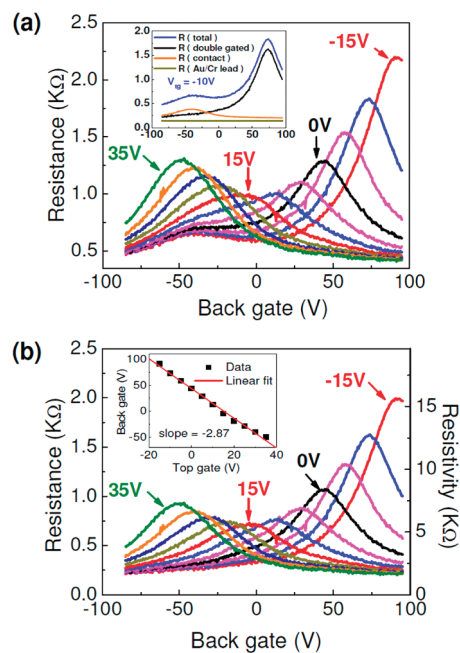 (a)
2.5
2.0
1.5
1.0
0.5
Resistance (KΩ)
2.0
1.5
1.0
0.5
0.0
R ( total)
R ( double gated)
R ( contact)
R ( Au/Cr lead)
Vtg = -10V
-50
0
50
100
-15V
0V
35V
15V
-100
-50
0
50
100
Back gate (V)
(b)
2.5
2.0
1.5
1.0
0.5
0.0
Resistance (KΩ)
100
50
0
-50
Back gate (V)
Data
Linear fit
slope = -2.87
-20
0
20
40
Top gate (V)
-15V
0V
35V
15V
15
10
5
0
Resistivity (KΩ)
-100
-50
0
50
100
Back gate (V)